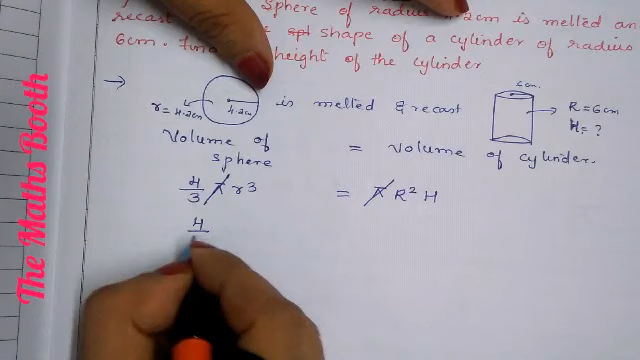 Sphere of radius 4.2cm is melted an
recast shape of a cylinder of radius
6cm. height of the cylinder
→ r=4.2cm 4.2cm is melted & recast 6cm. → R=6cm
H=?
Volume of sphere = volume of cylinder.
4/3 π r3 = π R² H
4
The Maths Booth